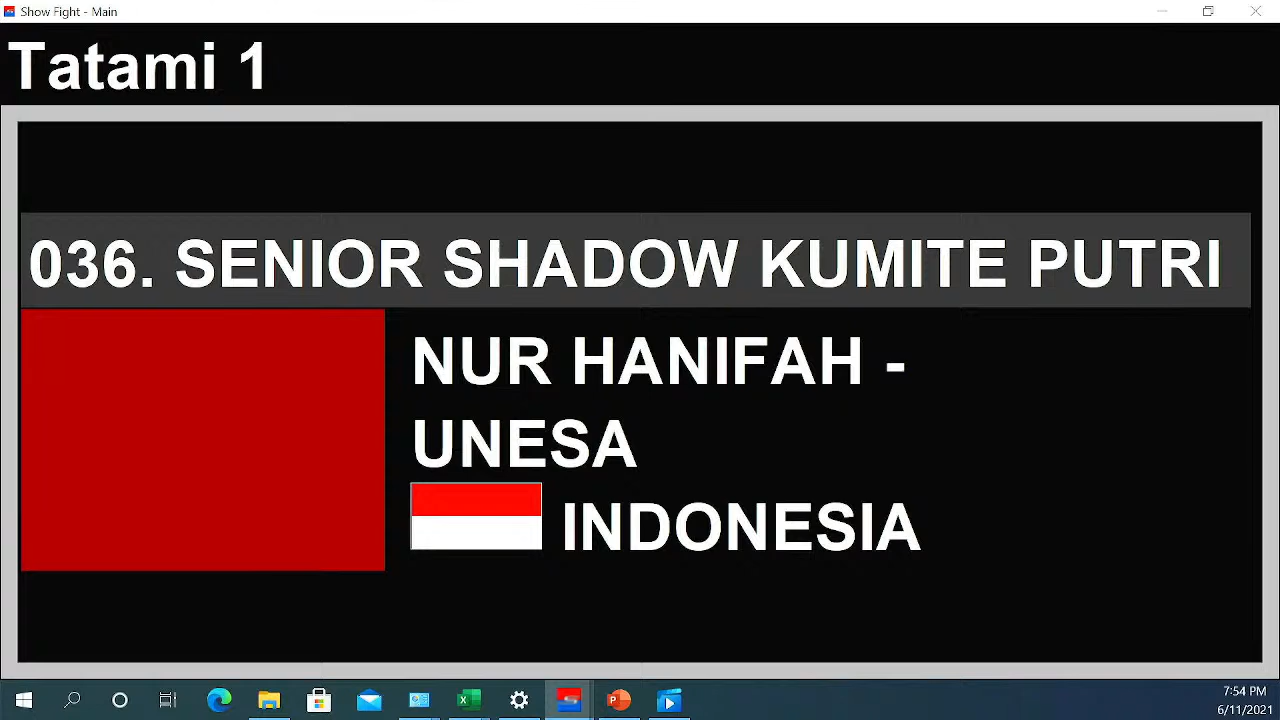 Show Fight - Main
Tatami 1
036. SENIOR SHADOW KUMITE PUTRI
NUR HANIFAH -
UNESA
INDONESIA
7:54 PM
6/11/2021